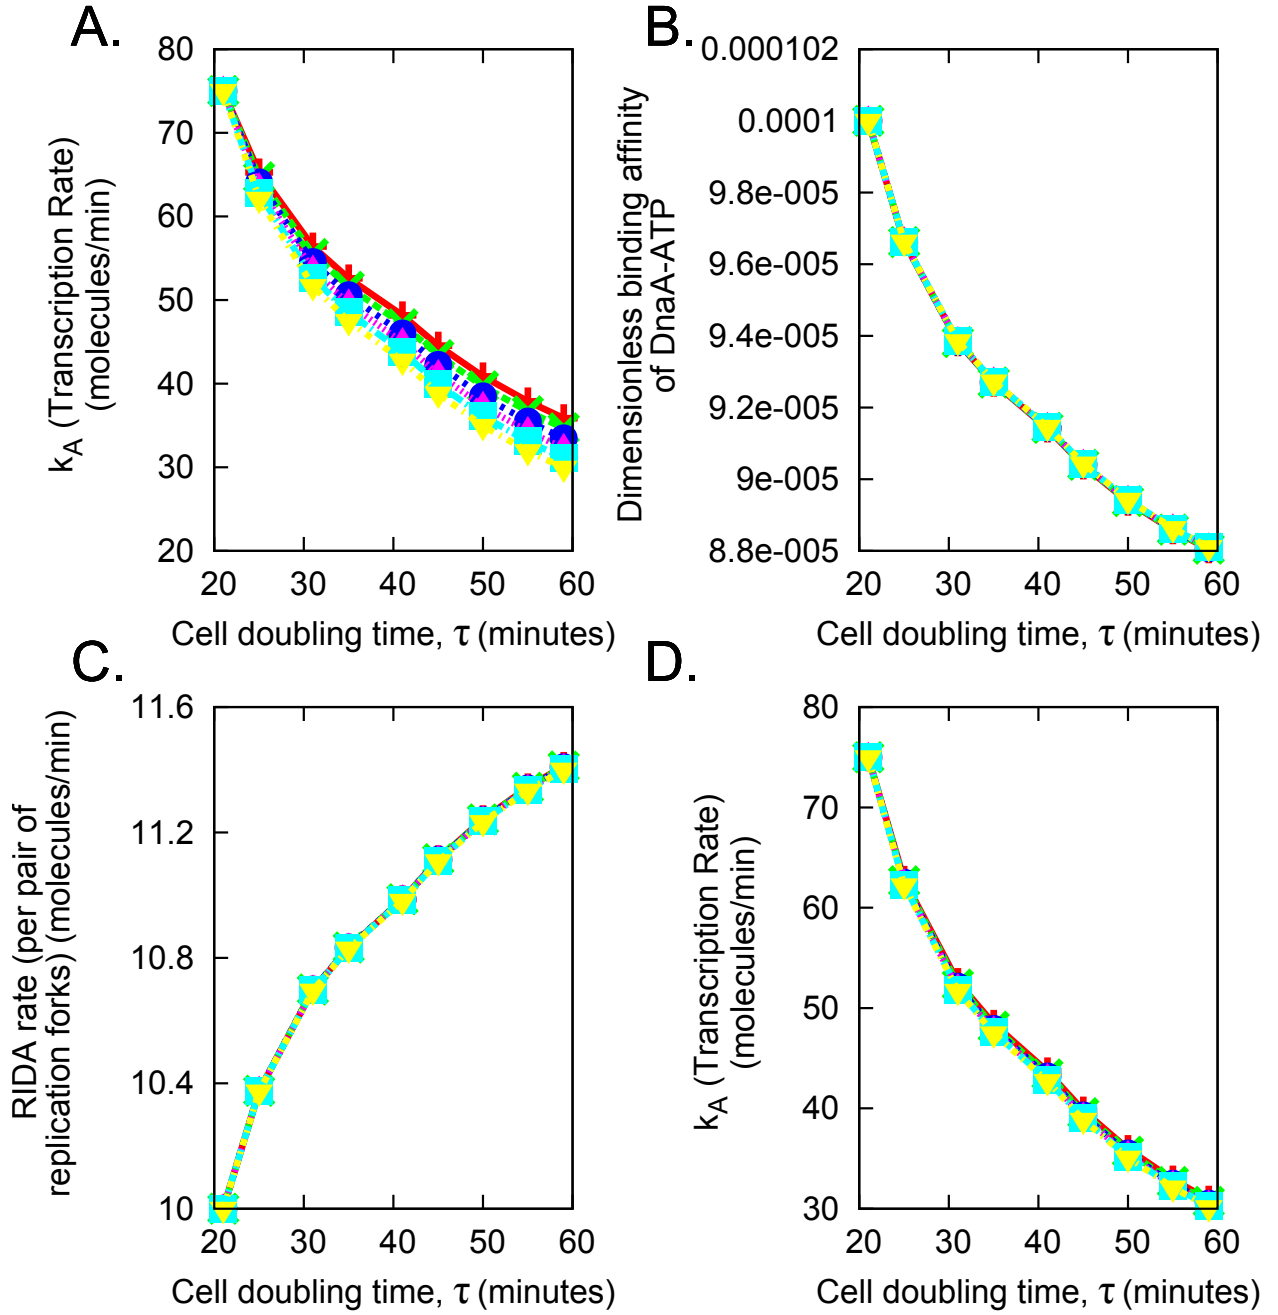 A.
80
70
60
50
40
30
20
20 30 40 50 60
k_A (Transcription Rate)
(molecules/min)
Cell doubling time, τ (minutes)
B.
0.000102
0.0001
9.8e-005
9.6e-005
9.4e-005
9.2e-005
9e-005
8.8e-005
20 30 40 50 60
Dimensionless binding affinity
of DnaA-ATP
Cell doubling time, τ (minutes)
C.
11.6
11.2
10.8
10.4
10
20 30 40 50 60
RIDA rate (per pair of
replication forks) (molecules/min)
Cell doubling time, τ (minutes)
D.
80
70
60
50
40
30
20 30 40 50 60
k_A (Transcription Rate)
(molecules/min)
Cell doubling time, τ (minutes)